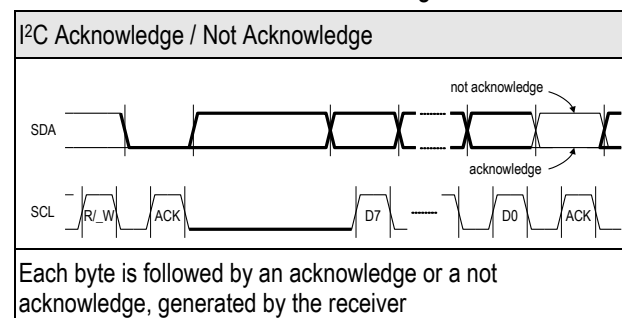 I²C Acknowledge / Not Acknowledge
not acknowledge
SDA
acknowledge
SCL R/_W ACK D7 D0 ACK
Each byte is followed by an acknowledge or a not
acknowledge, generated by the receiver